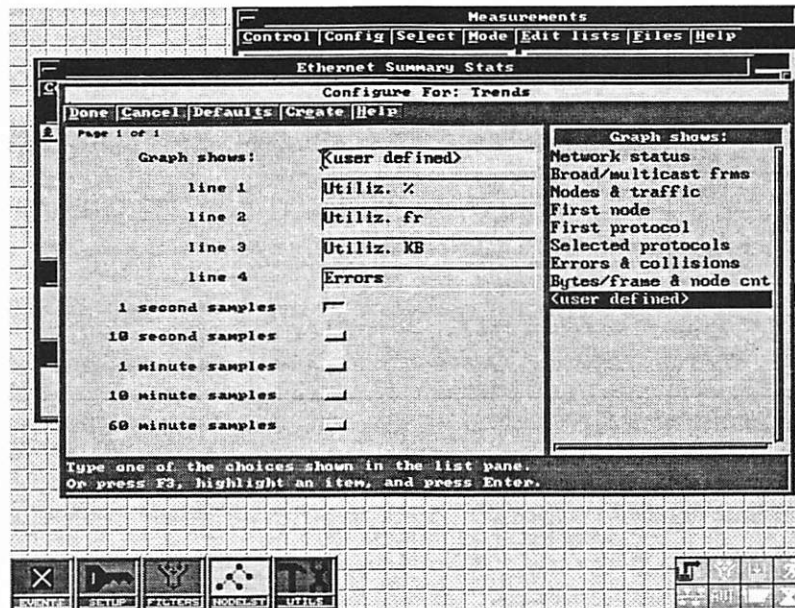 Measurements
Control Config Select Mode Edit lists Files Help
Ethernet Summary Stats
Configure For: Trends
Done Cancel Defaults Create Help
Page 1 of 1
Graph shows: <user defined>
line 1 Utiliz. %
line 2 Utiliz. fr
line 3 Utiliz. KB
line 4 Errors
1 second samples
10 second samples
1 minute samples
10 minute samples
60 minute samples
Graph shows:
Network status
Broad/multicast frms
Nodes & traffic
First node
First protocol
Selected protocols
Errors & collisions
Bytes/frame & node cnt
<user defined>
Type one of the choices shown in the list pane.
Or press F3, highlight an item, and press Enter.
EVENTS SETUP FILTERS NODELST UTILS